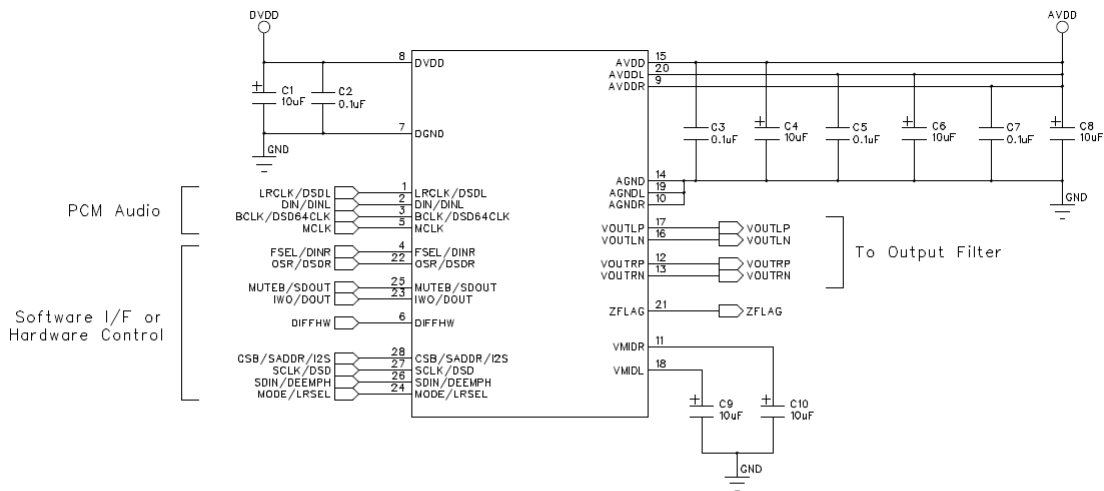 DVDD
AVDD
8 DVDD
AVDD 15
AVDDL 20
AVDDR 9
+ C1 10uF
C2 0.1uF
7 DGND
GND
C3 0.1uF
+ C4 10uF
C5 0.1uF
+ C6 10uF
C7 0.1uF
+ C8 10uF
AGND 14
AGNDL 19
AGNDR 10
GND
PCM Audio
LRCLK/DSDL 1 LRCLK/DSDL
DIN/DINL 2 DIN/DINL
BCLK/DSD64CLK 3 BCLK/DSD64CLK
MCLK 5 MCLK
VOUTLP 17 VOUTLP
VOUTLN 16 VOUTLN
VOUTRP 12 VOUTRP
VOUTRN 13 VOUTRN
To Output Filter
Software I/F or
Hardware Control
FSEL/DINR 4 FSEL/DINR
OSR/DSDR 22 OSR/DSDR
MUTEB/SDOUT 25 MUTEB/SDOUT
IWO/DOUT 23 IWO/DOUT
DIFFHW 6 DIFFHW
CSB/SADDR/I2S 28 CSB/SADDR/I2S
SCLK/DSD 27 SCLK/DSD
SDIN/DEEMPH 26 SDIN/DEEMPH
MODE/LRSEL 24 MODE/LRSEL
ZFLAG 21 ZFLAG
VMIDR 11
VMIDL 18
+ C9 10uF
+ C10 10uF
GND